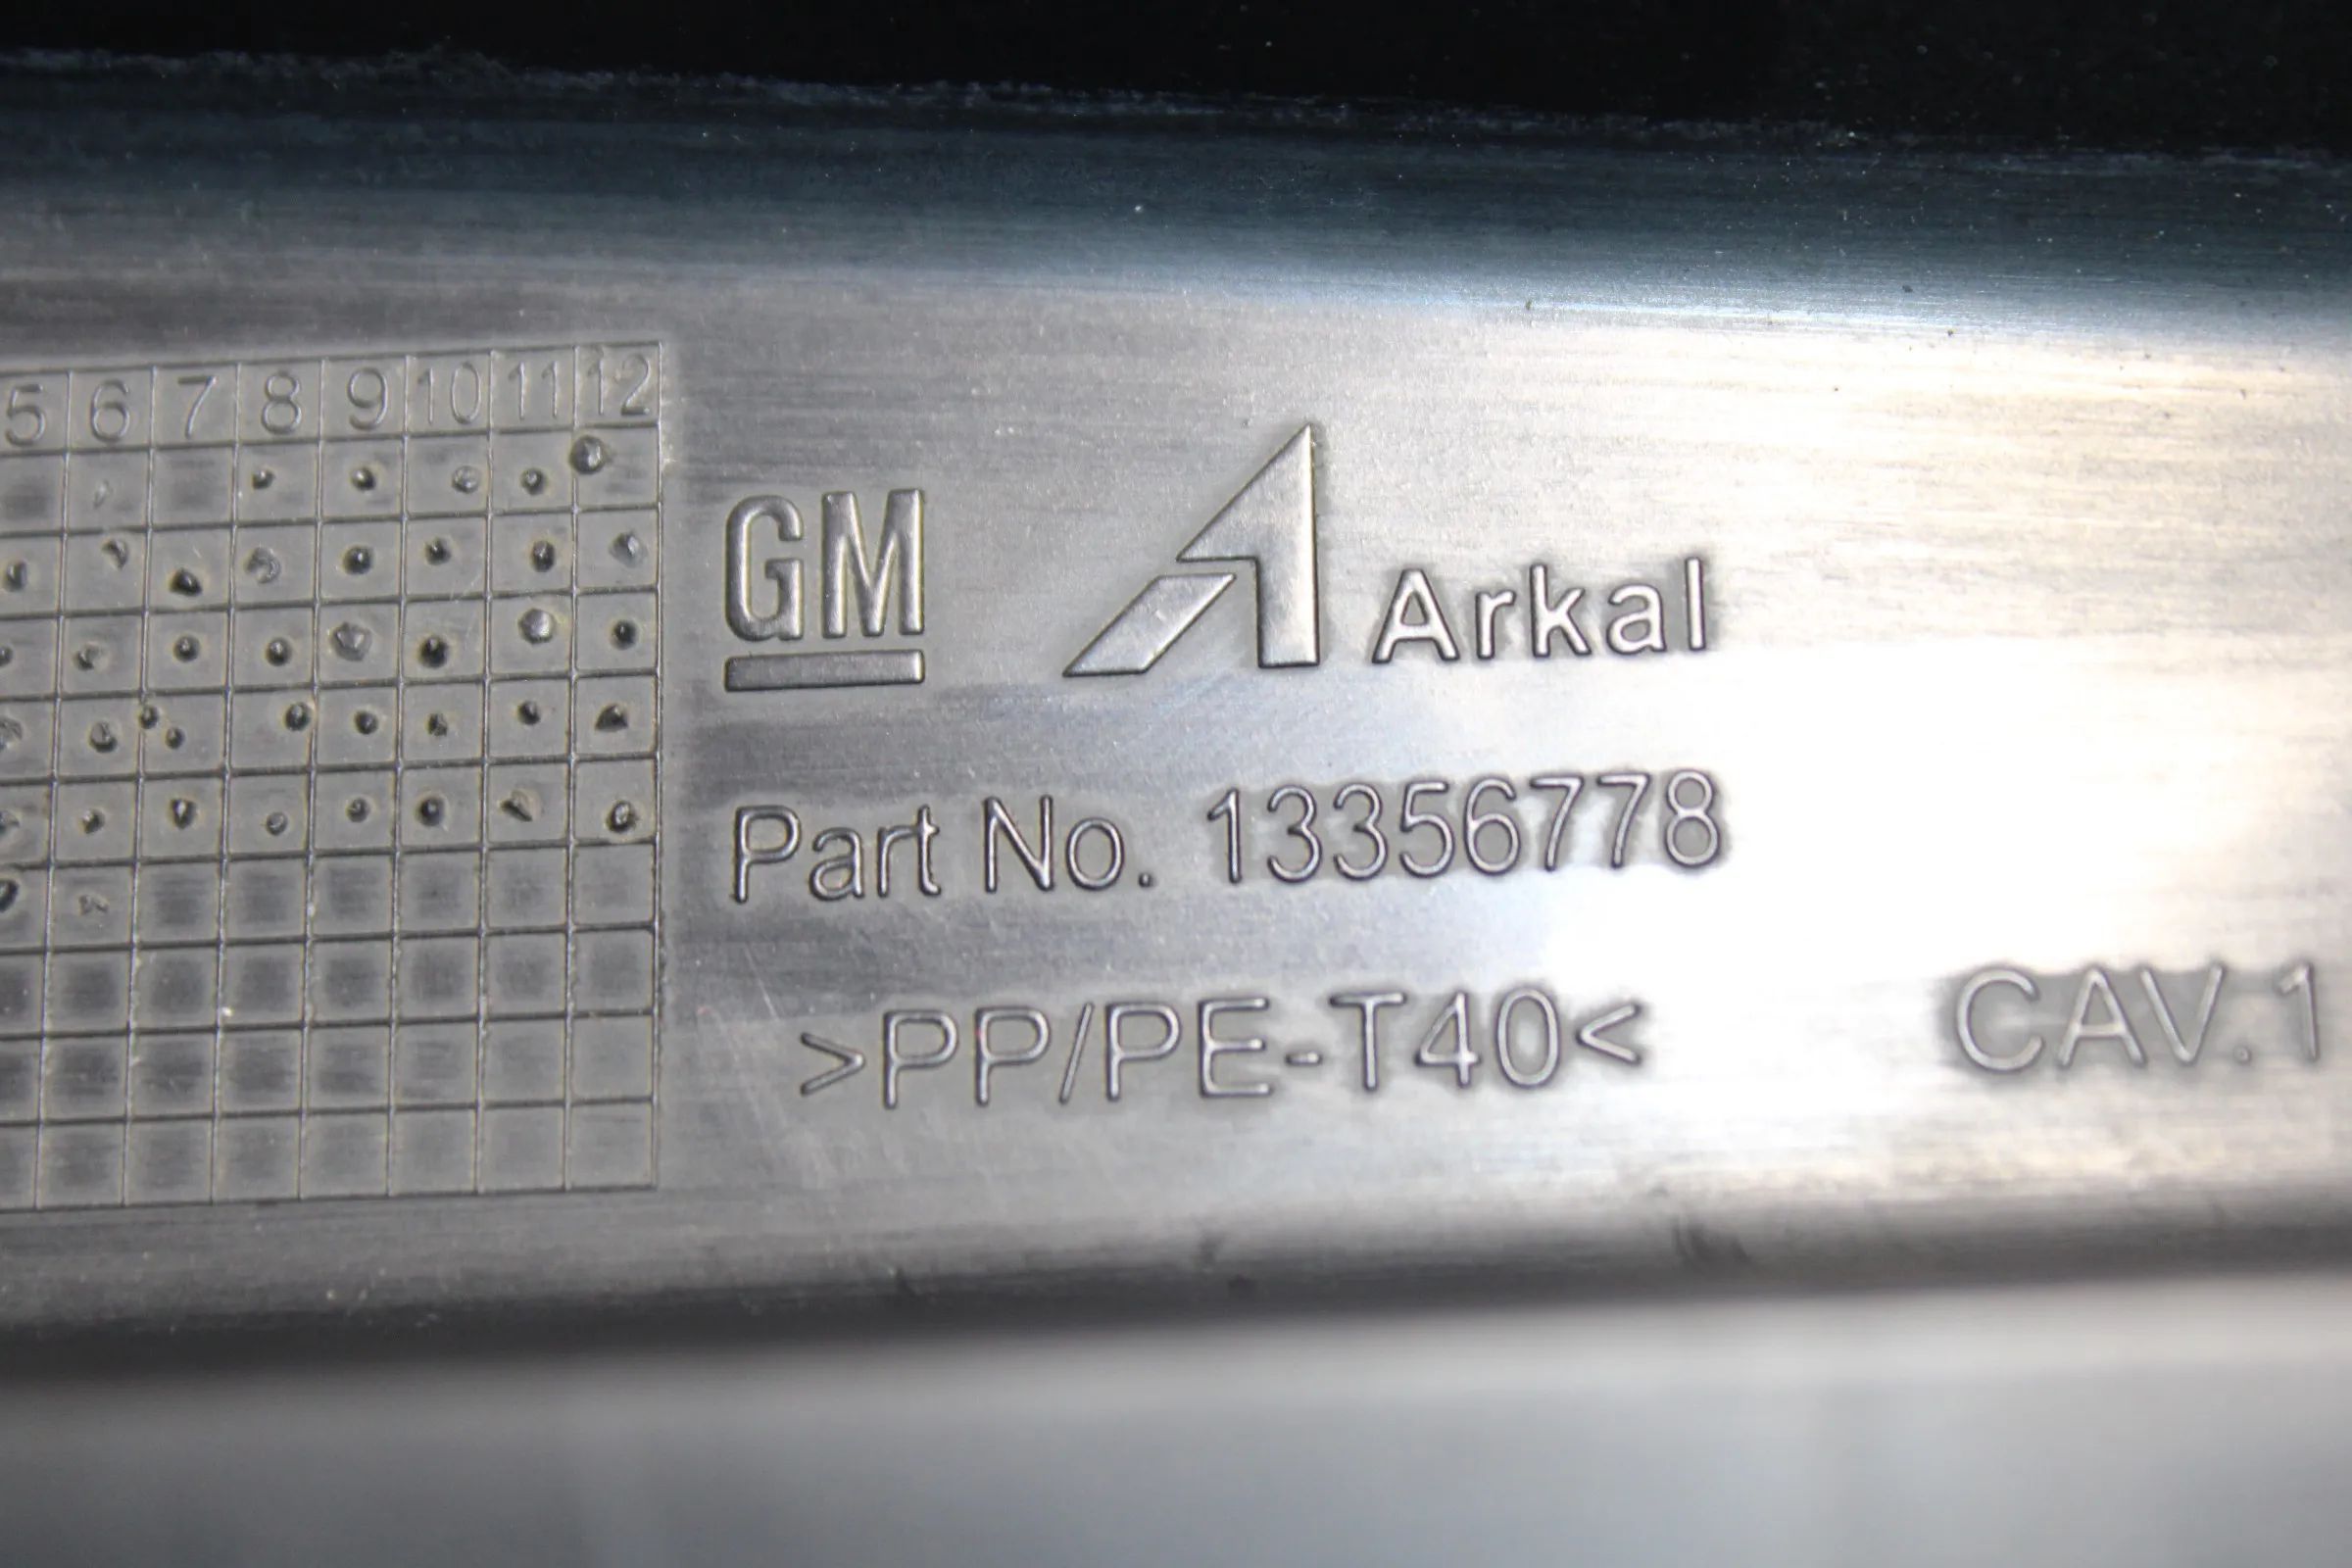 5 6 7 8 9 10 11 12
GM Arkal
Part No. 13356778
>PP/PE-T40<
CAV.1